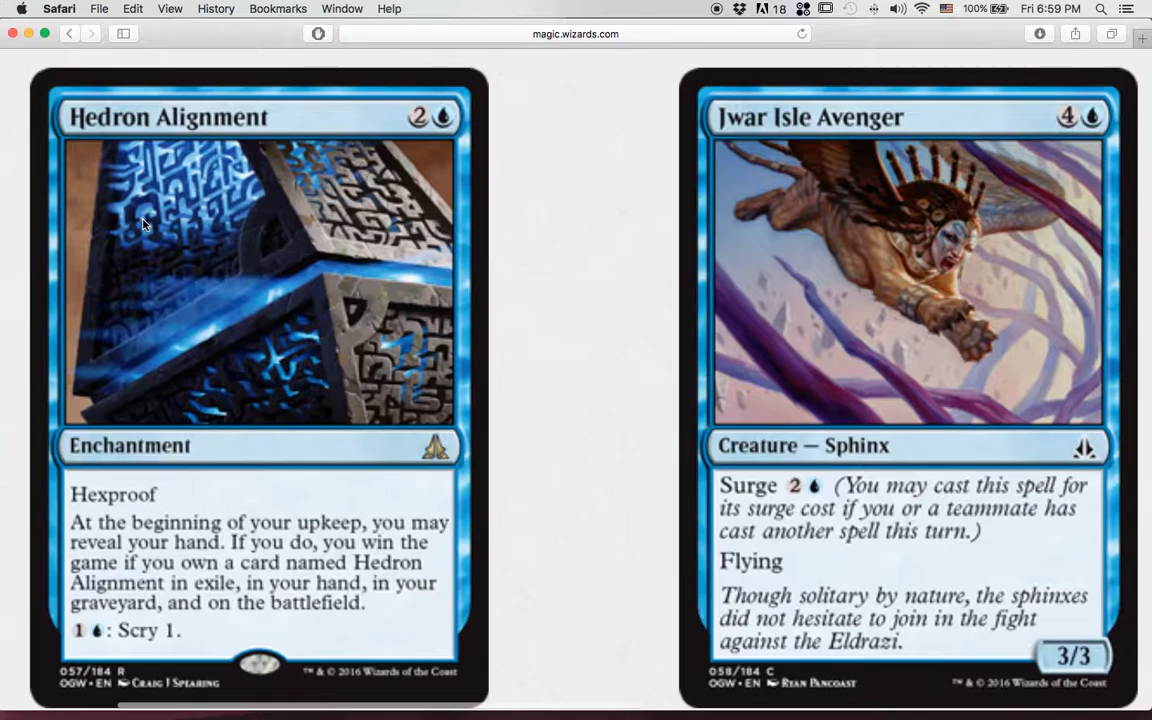 Safari File Edit View History Bookmarks Window Help 18 100% Fri 6:59 PM
magic.wizards.com
Hedron Alignment 2
Enchantment
Hexproof
At the beginning of your upkeep, you may
reveal your hand. If you do, you win the
game if you own a card named Hedron
Alignment in exile, in your hand, in your
graveyard, and on the battlefield.
1 : Scry 1.
057/184 R
OGW • EN CRAIG J SPEARING
™ & © 2016 Wizards of the Coast
Jwar Isle Avenger 4
Creature — Sphinx
Surge 2 (You may cast this spell for
its surge cost if you or a teammate has
cast another spell this turn.)
Flying
Though solitary by nature, the sphinxes
did not hesitate to join in the fight
against the Eldrazi.
3/3
058/184 C
OGW • EN RYAN PANCOAST
™ & © 2016 Wizards of the Coast